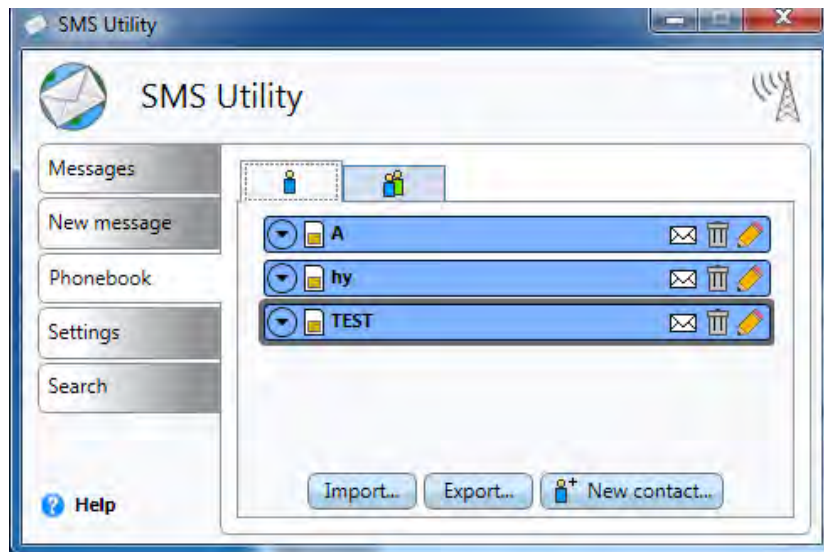 SMS Utility
SMS Utility
Messages
New message
Phonebook
Settings
Search
Help
A
hy
TEST
Import...
Export...
New contact...